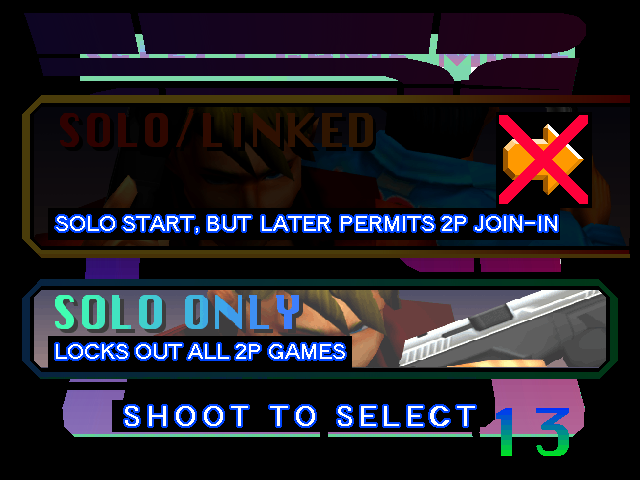 SOLO/LINKED
SOLO START, BUT LATER PERMITS 2P JOIN-IN
SOLO ONLY
LOCKS OUT ALL 2P GAMES
SHOOT TO SELECT
13